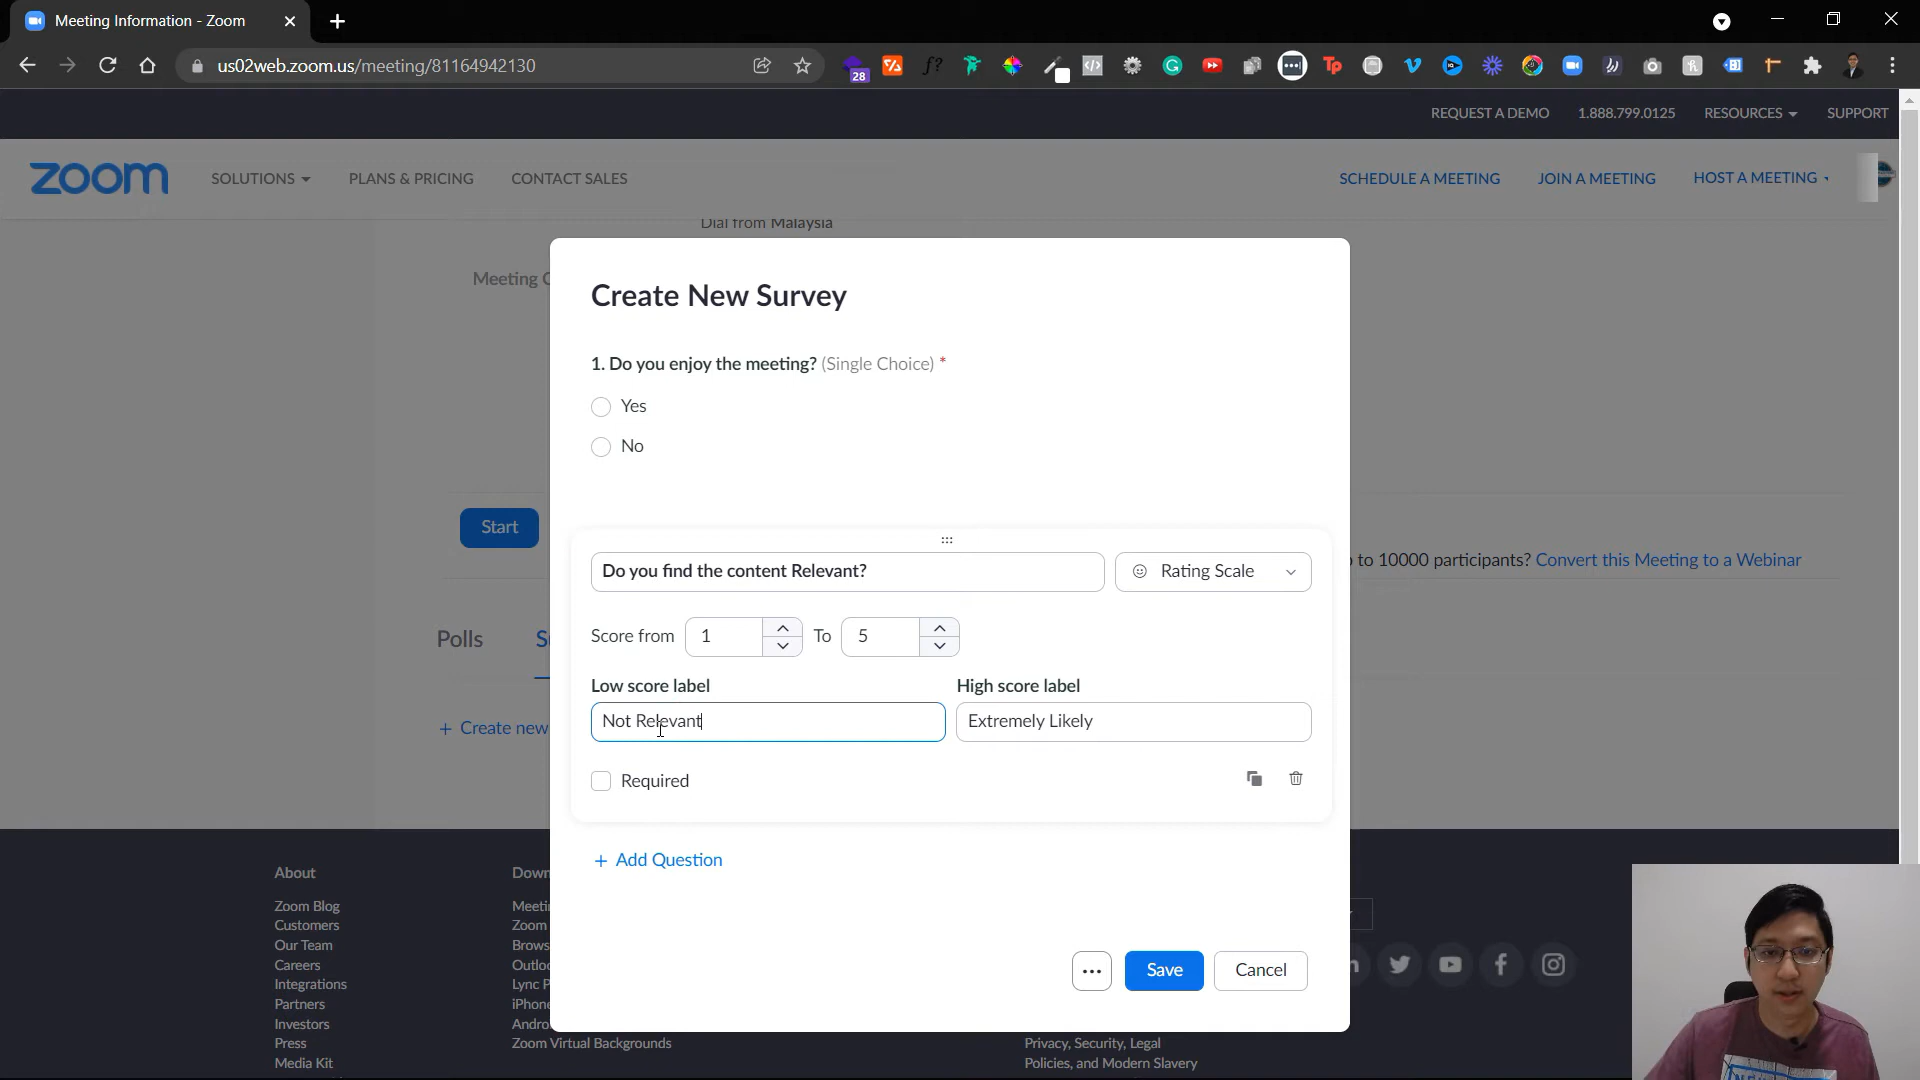 Meeting Information - Zoom
us02web.zoom.us/meeting/81164942130
28
Tp
REQUEST A DEMO 1.888.799.0125 RESOURCES SUPPORT
zoom SOLUTIONS PLANS & PRICING CONTACT SALES SCHEDULE A MEETING JOIN A MEETING HOST A MEETING
Dial from Malaysia
Meeting
Create New Survey
1. Do you enjoy the meeting? (Single Choice) *
Yes
No
Start
to 10000 participants? Convert this Meeting to a Webinar
Do you find the content Relevant? Rating Scale
Score from 1 To 5
Polls
Low score label High score label
Not Relevant Extremely Likely
+ Create new
Required
+ Add Question
... Save Cancel
About
Zoom Blog
Customers
Our Team
Careers
Integrations
Partners
Investors
Press
Media Kit
Zoom
Zoom Virtual Backgrounds
Privacy, Security, Legal
Policies, and Modern Slavery